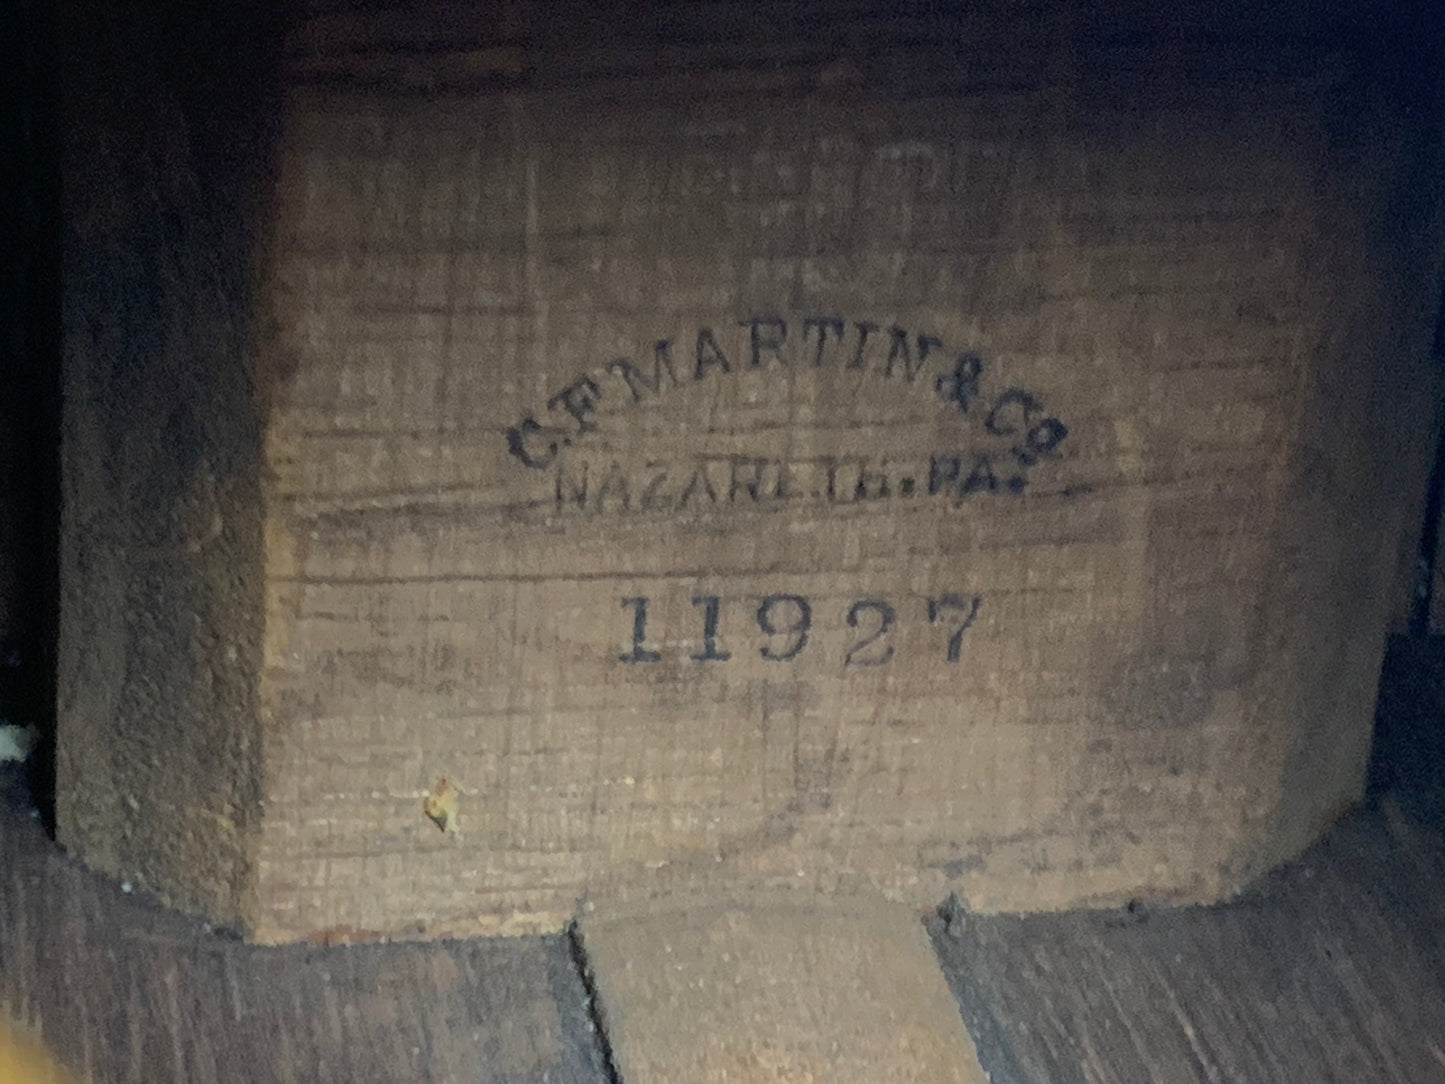 C.F. MARTIN & Co.
NAZARETH. PA.
11927